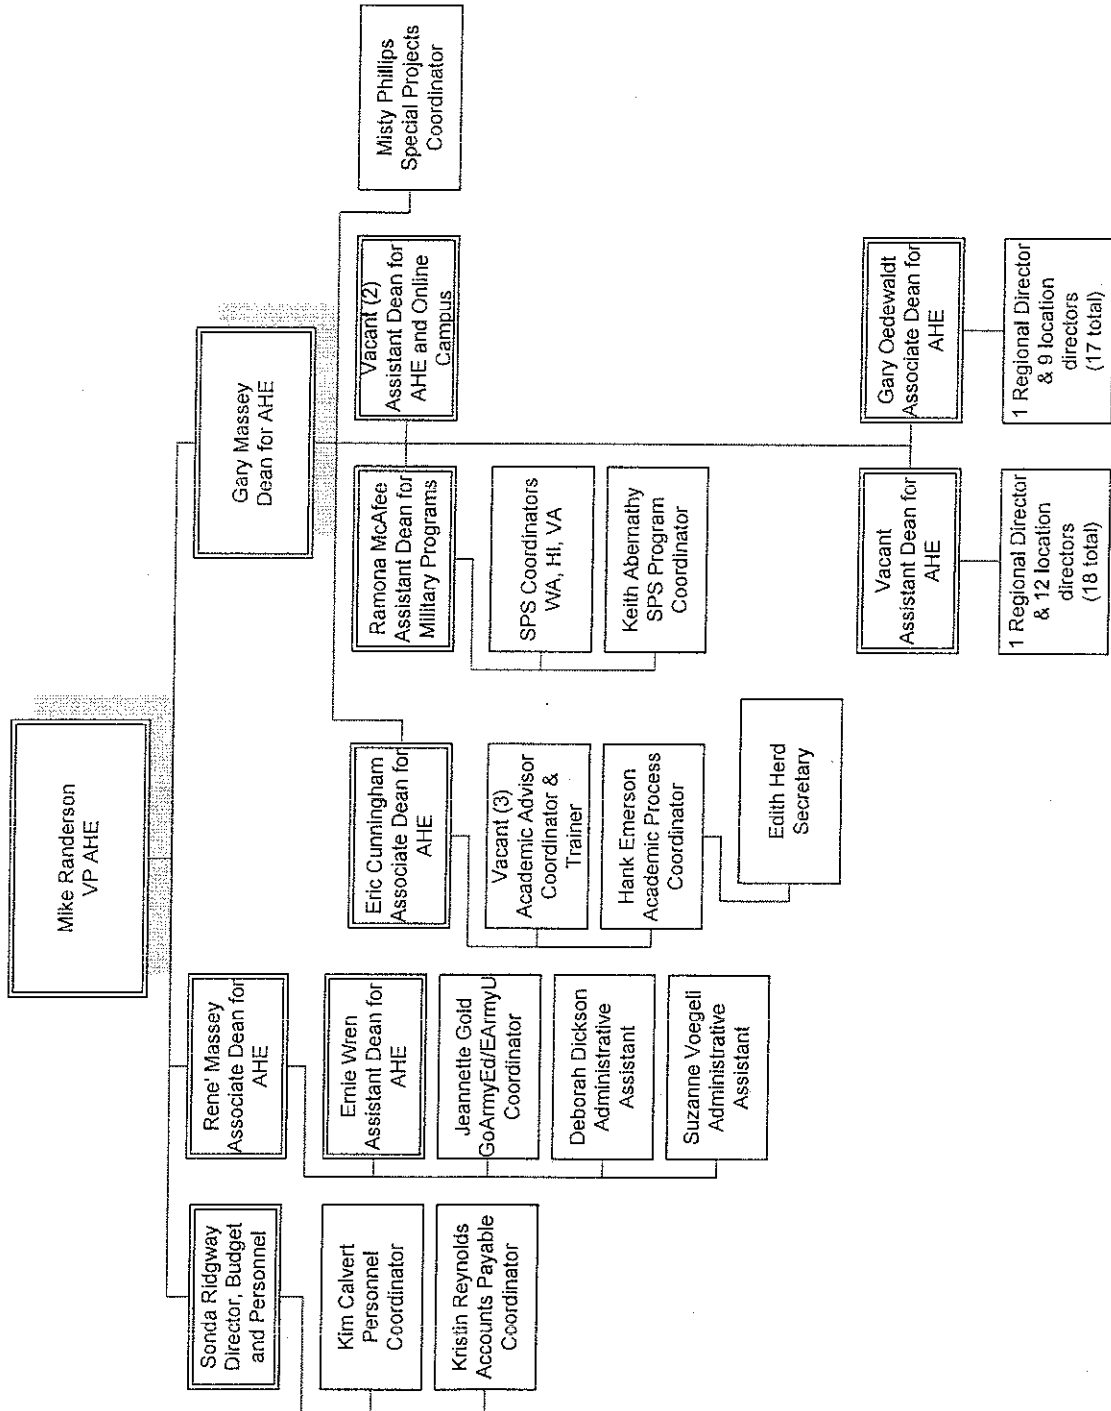 Mike Randerson
VP AHE
Sonda Ridgway
Director, Budget
and Personnel
Kim Calvert
Personnel
Coordinator
Kristin Reynolds
Accounts Payable
Coordinator
Rene' Massey
Associate Dean for
AHE
Ernie Wren
Assistant Dean for
AHE
Jeannette Gold
GoArmyEd/EArmyU
Coordinator
Deborah Dickson
Administrative
Assistant
Suzanne Voegeli
Administrative
Assistant
Gary Massey
Dean for AHE
Eric Cunningham
Associate Dean for
AHE
Vacant (3)
Academic Advisor
Coordinator &
Trainer
Hank Emerson
Academic Process
Coordinator
Edith Herd
Secretary
Ramona McAfee
Assistant Dean for
Military Programs
SPS Coordinators
WA, HI, VA
Keith Abernathy
SPS Program
Coordinator
Vacant (2)
Assistant Dean for
AHE and Online
Campus
Misty Phillips
Special Projects
Coordinator
Vacant
Assistant Dean for
AHE
1 Regional Director
& 12 location
directors
(18 total)
Gary Oedewaldt
Associate Dean for
AHE
1 Regional Director
& 9 location
directors
(17 total)